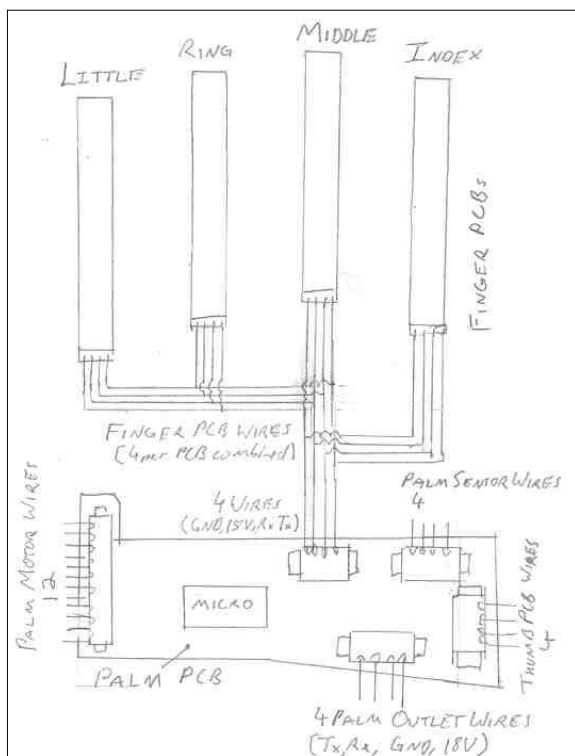 LITTLE
RING
MIDDLE
INDEX
FINGER PCBs
FINGER PCB WIRES
(4 per PCB combined)
4 WIRES
(GND, 18V, Rx Tx)
PALM SENSOR WIRES
4
PALM MOTOR WIRES
12
MICRO
THUMB PCB WIRES
4
PALM PCB
4 PALM OUTLET WIRES
(Tx, Rx, GND, 18V)